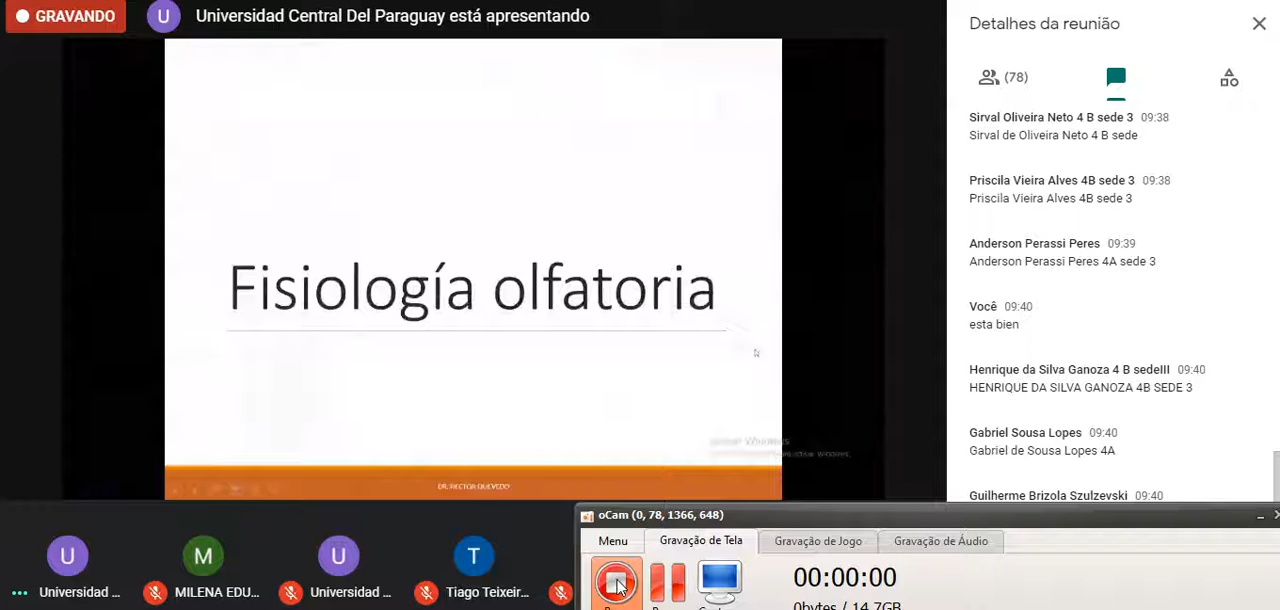 GRAVANDO
U
Universidad Central Del Paraguay está apresentando
Fisiología olfatoria
DR. HECTOR QUEVEDO
Detalhes da reunião
(78)
Sirval Oliveira Neto 4 B sede 3 09:38
Sirval de Oliveira Neto 4 B sede
Priscila Vieira Alves 4B sede 3 09:38
Priscila Vieira Alves 4B sede 3
Anderson Perassi Peres 09:39
Anderson Perassi Peres 4A sede 3
Você 09:40
esta bien
Henrique da Silva Ganoza 4 B sedeIII 09:40
HENRIQUE DA SILVA GANOZA 4B SEDE 3
Gabriel Sousa Lopes 09:40
Gabriel de Sousa Lopes 4A
Guilherme Brizola Szulzevski 09:40
U
Universidad ...
M
MILENA EDU...
U
Universidad ...
T
Tiago Teixeir...
oCam (0, 78, 1366, 648)
Menu
Gravação de Tela
Gravação de Jogo
Gravação de Áudio
00:00:00
0bytes / 14.7GB